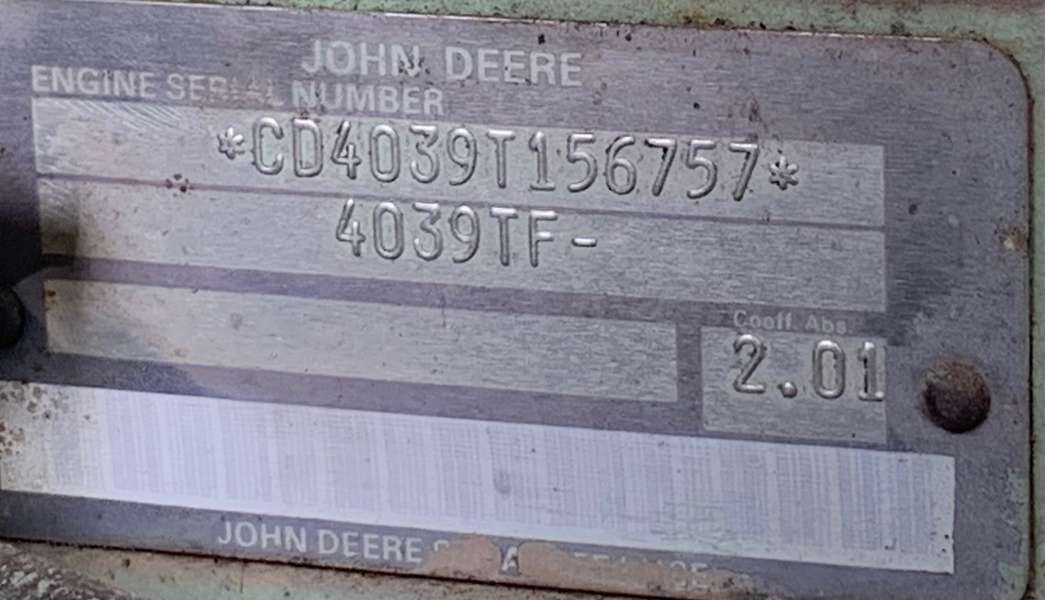 JOHN DEERE
ENGINE SERIAL NUMBER
*CD4039T156757*
4039TF-
Coeff. Abs.
2.01
JOHN DEERE